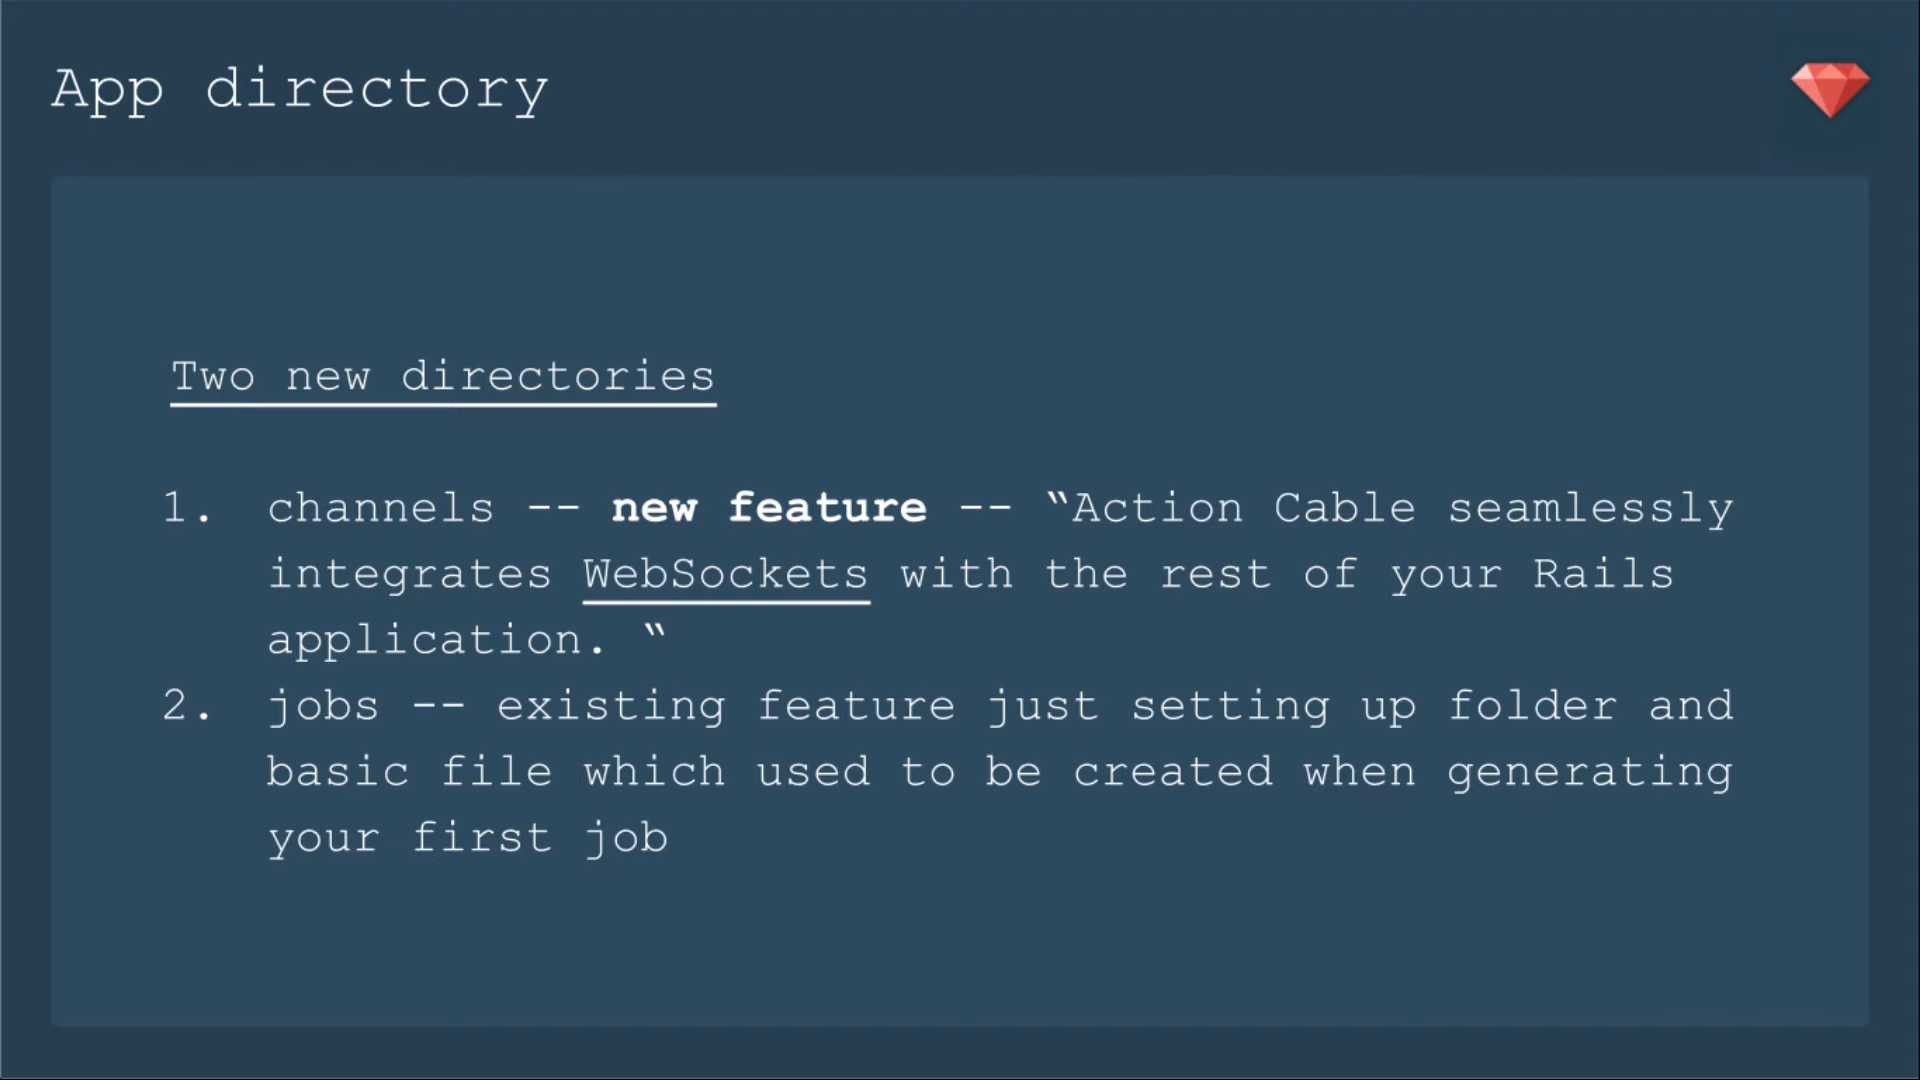 App directory
Two new directories
1. channels -- new feature -- “Action Cable seamlessly
integrates WebSockets with the rest of your Rails
application. “
2. jobs -- existing feature just setting up folder and
basic file which used to be created when generating
your first job